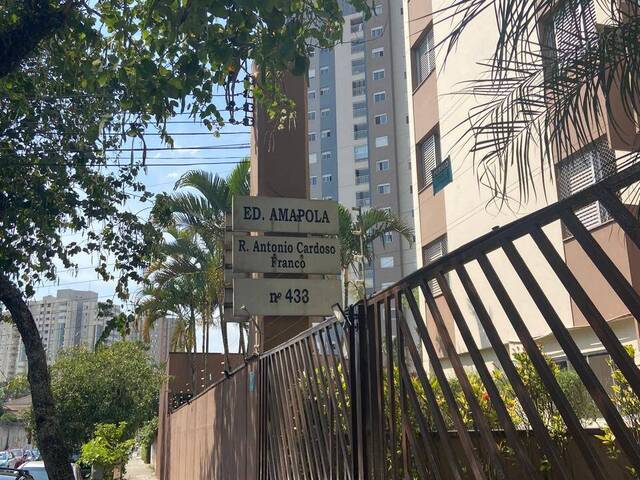 ED. AMAPOLA
R. Antonio Cardoso
Franco
nº 433